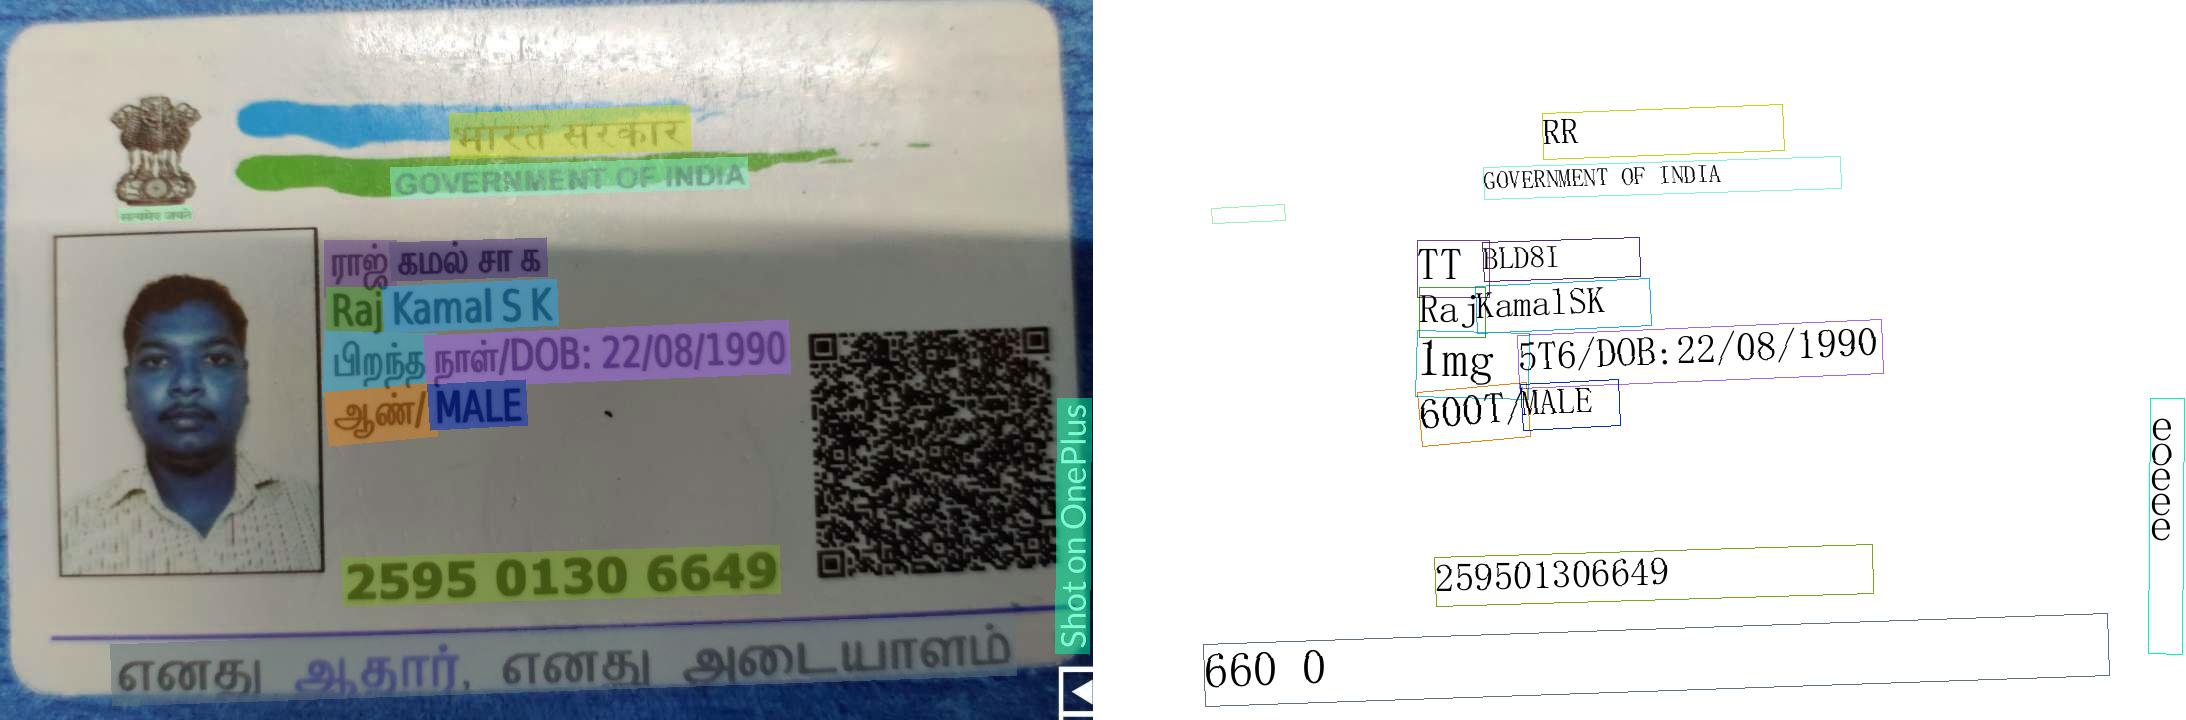 भारत सरकार
GOVERNMENT OF INDIA
सत्यमेव जयते
ராஜ் கமல் சா க
Raj Kamal S K
பிறந்த நாள்/DOB: 22/08/1990
ஆண்/ MALE
2595 0130 6649
எனது ஆதார், எனது அடையாளம்
Shot on OnePlus
RR
GOVERNMENT OF INDIA
TT BLD8I
Raj KamalSK
1mg 5T6/DOB:22/08/1990
600T/MALE
259501306649
660 0
eoeee